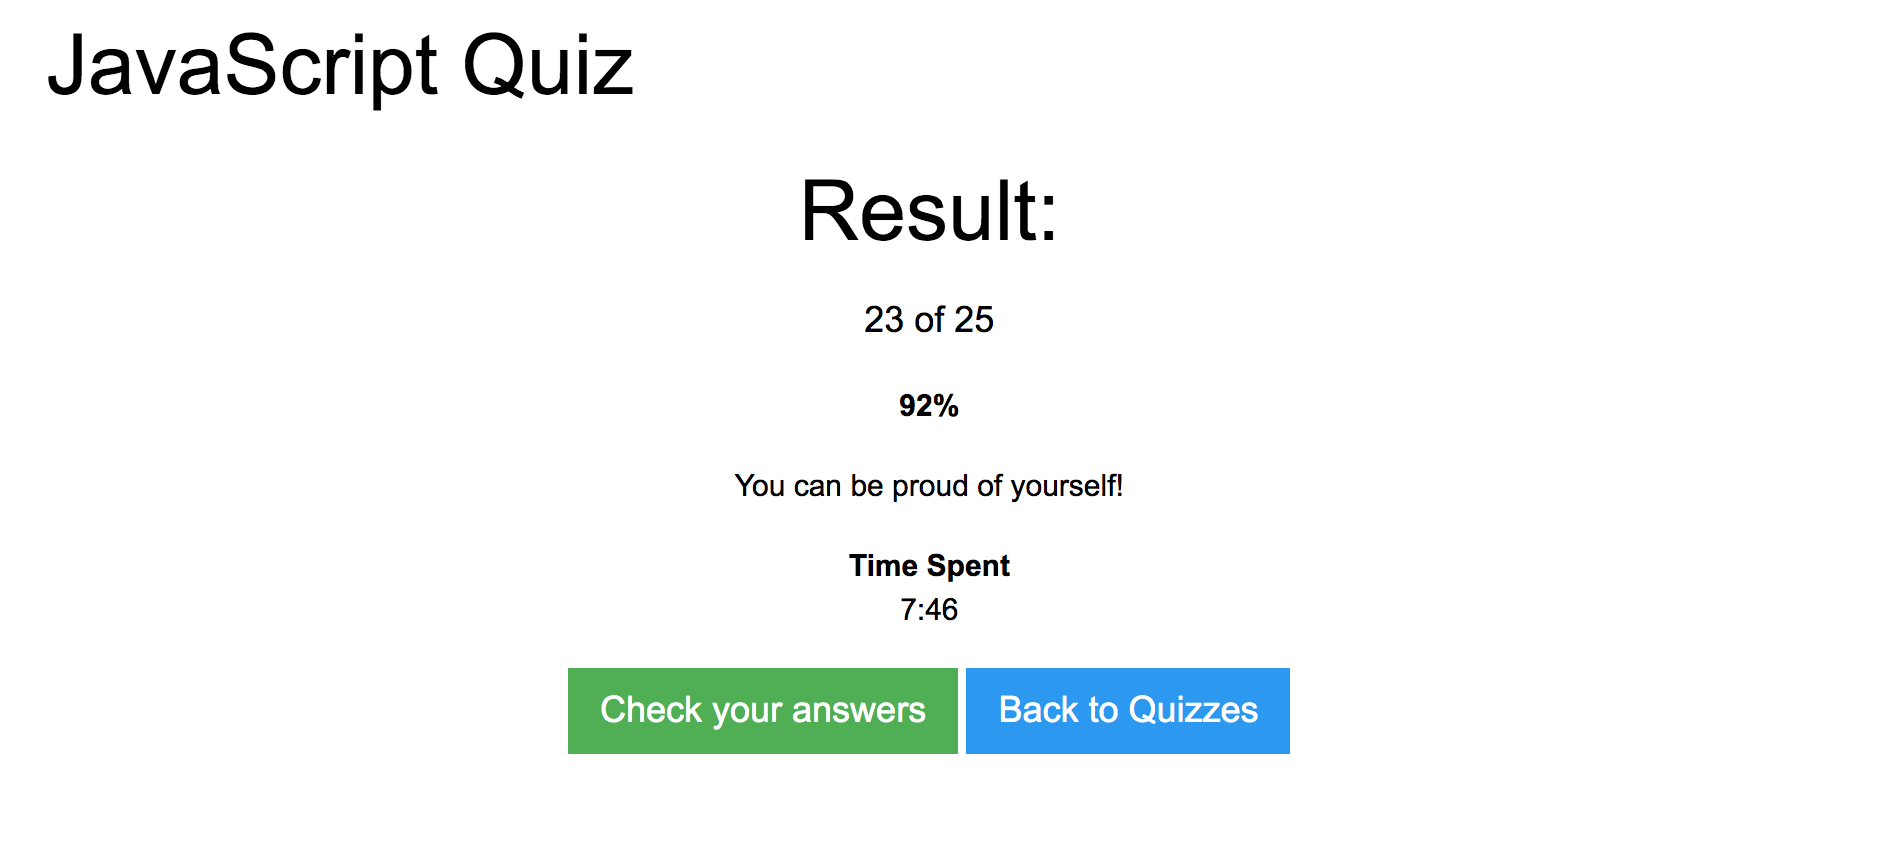 JavaScript Quiz
Result:
23 of 25
92%
You can be proud of yourself!
Time Spent
7:46
Check your answers
Back to Quizzes